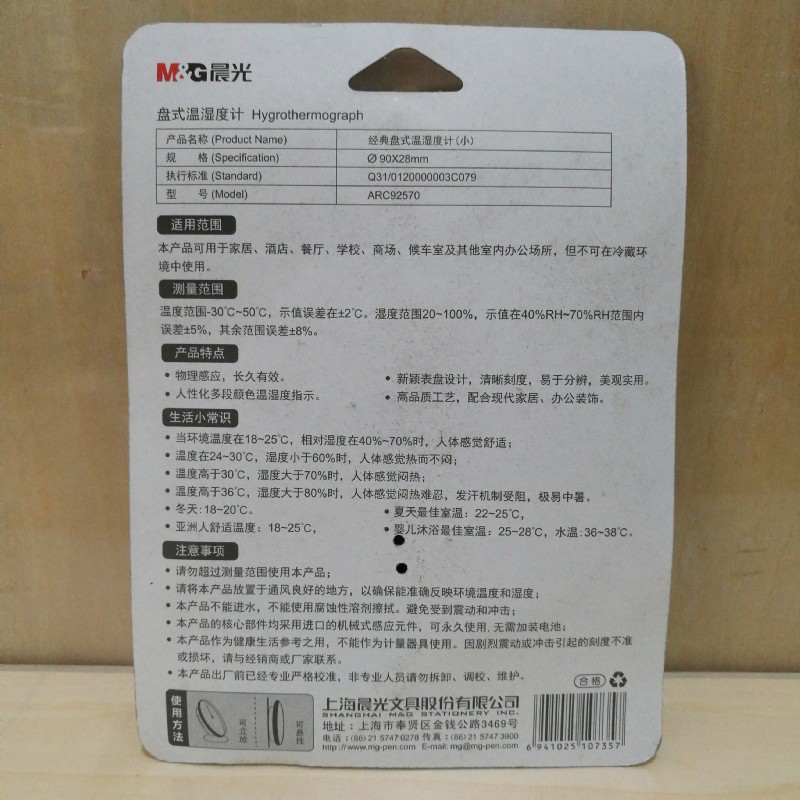 M&G晨光
盘式温湿度计 Hygrothermograph
产品名称 (Product Name) 经典盘式温湿度计(小)
规 格 (Specification) Ø 90X28mm
执行标准 (Standard) Q31/0120000003C079
型 号 (Model) ARC92570
适用范围
本产品可用于家居、酒店、餐厅、学校、商场、候车室及其他室内办公场所，但不可在冷藏环
境中使用。
测量范围
温度范围-30℃~50℃，示值误差在±2℃。湿度范围20~100%，示值在40%RH~70%RH范围内
误差±5%，其余范围误差±8%。
产品特点
• 物理感应，长久有效。 • 新颖表盘设计，清晰刻度，易于分辨，美观实用。
• 人性化多段颜色温湿度指示。 • 高品质工艺，配合现代家居、办公装饰。
生活小常识
• 当环境温度在18~25℃，相对湿度在40%~70%时，人体感觉舒适；
• 温度在24~30℃，湿度小于60%时，人体感觉热而不闷；
• 温度高于30℃，湿度大于70%时，人体感觉闷热；
• 温度高于36℃，湿度大于80%时，人体感觉闷热难忍，发汗机制受阻，极易中暑。
• 冬天:18~20℃。 • 夏天最佳室温：22~25℃，
• 亚洲人舒适温度：18~25℃， • 婴儿沐浴最佳室温：25~28℃，水温:36~38℃。
注意事项
• 请勿超过测量范围使用本产品；
• 请将本产品放置于通风良好的地方，以确保能准确反映环境温度和湿度；
• 本产品不能进水，不能使用腐蚀性溶剂擦拭。避免受到震动和冲击；
• 本产品的核心部件均采用进口的机械式感应元件，可永久使用,无需加装电池；
• 本产品作为健康生活参考之用，不能作为计量器具使用。因剧烈震动或冲击引起的刻度不准
或损坏，请与经销商或厂家联系。
• 本产品出厂前已经专业严格校准，非专业人员请勿拆卸、调校、维护。
合格
使用方法
可立放
可悬挂
上海晨光文具股份有限公司
SHANGHAI M&G STATIONERY INC.
地址：上海市奉贤区金钱公路3469号
电话：(86) 21 5747 0278 传真：(86) 21 5747 3900
http://www.mg-pen.com E-mail: mg@mg-pen.com
6 941025 107357